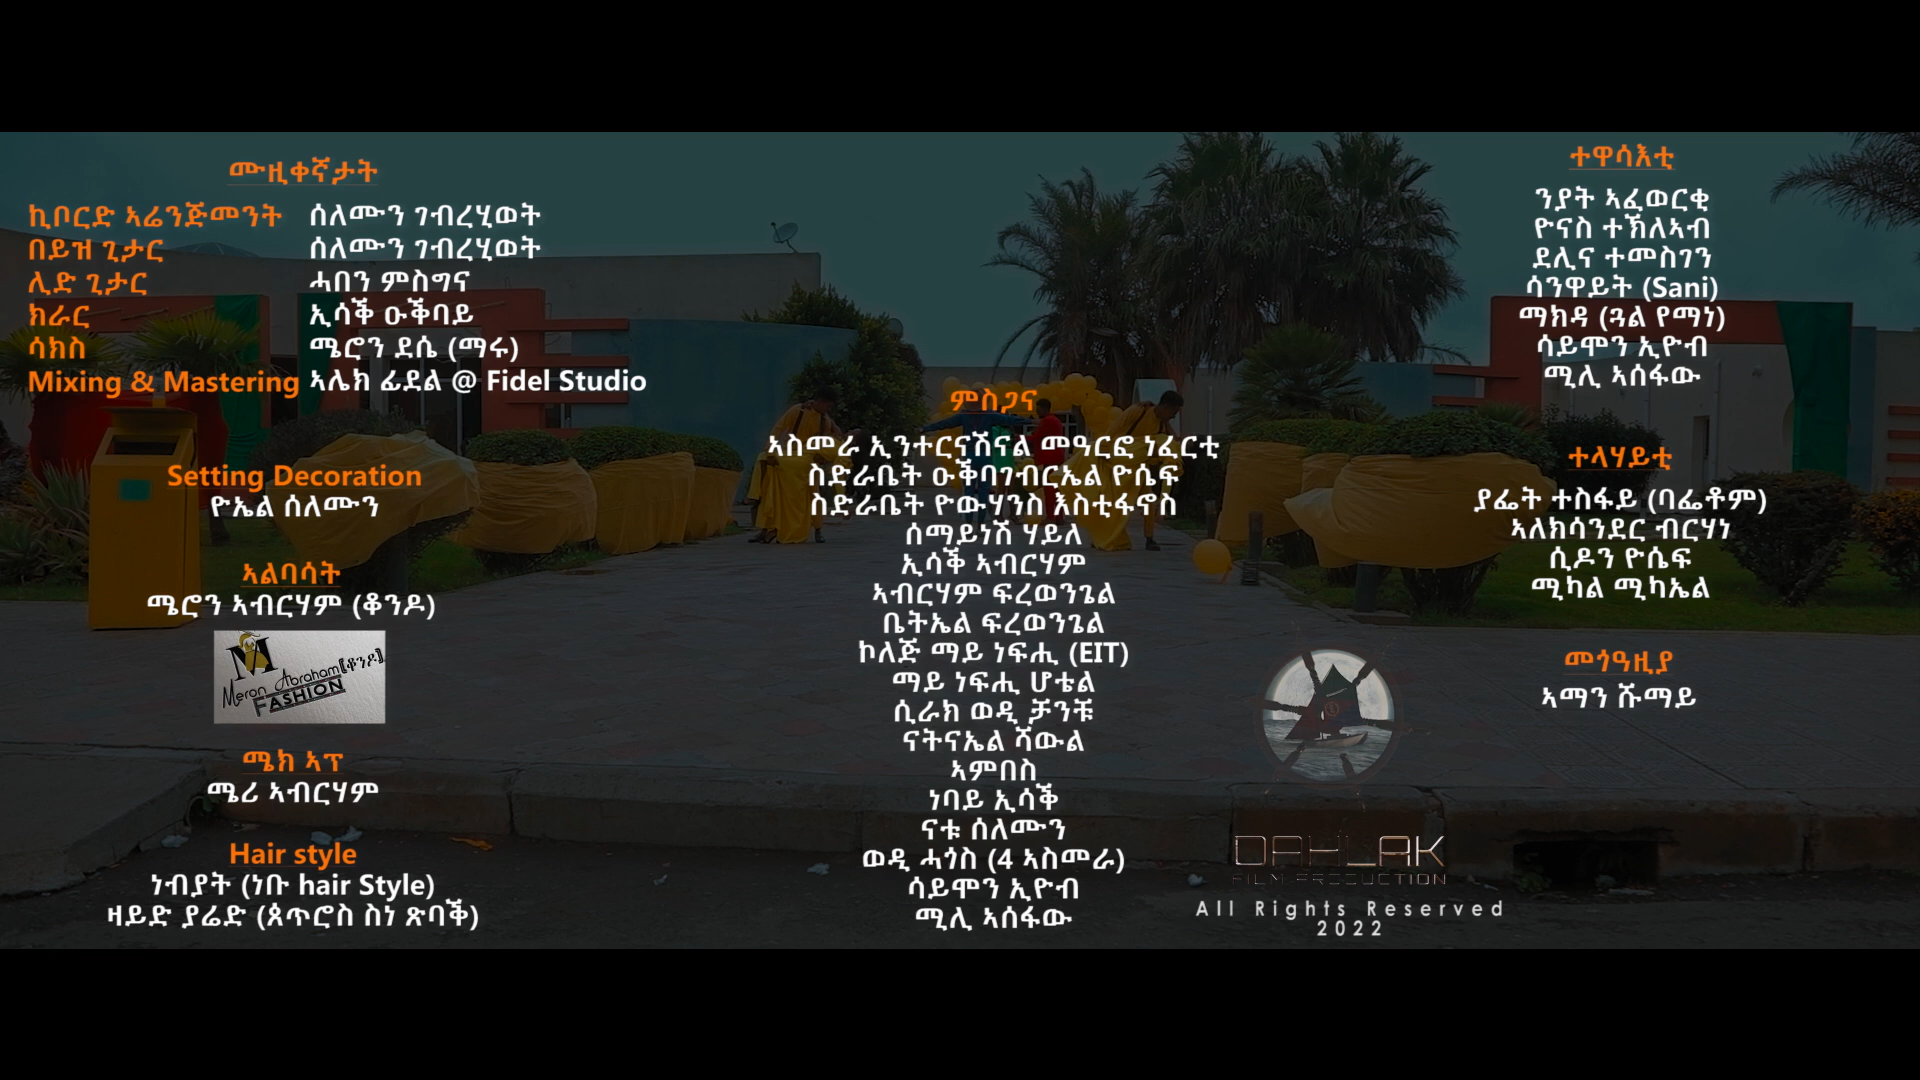 ሙዚቀኛታት
ኪቦርድ ኣሬንጅመንት ሰለሙን ገብረሂወት
በይዝ ጊታር ሰለሙን ገብረሂወት
ሊድ ጊታር ሓበን ምስግና
ክራር ኢሳቕ ዑቕባይ
ሳክስ ሜሮን ደሴ (ማሩ)
Mixing & Mastering ኣሌክ ፊደል @ Fidel Studio
Setting Decoration
ዮኤል ሰለሙን
ኣልባሳት
ሜሮን ኣብርሃም (ቆንዶ)
M
Meron Abraham [ቆንዶ]
FASHION
ሜክ ኣፕ
ሜሪ ኣብርሃም
Hair style
ነብያት (ነቡ hair Style)
ዛይድ ያሬድ (ጰጥሮስ ስነ ጽባቕ)
ምስጋና
ኣስመራ ኢንተርናሽናል መዓርፎ ነፈርቲ
ስድራቤት ዑቕባገብርኤል ዮሴፍ
ስድራቤት ዮውሃንስ እስቲፋኖስ
ሰማይነሽ ሃይለ
ኢሳቕ ኣብርሃም
ኣብርሃም ፍረወንጌል
ቤትኤል ፍረወንጌል
ኮለጅ ማይ ነፍሒ (EIT)
ማይ ነፍሒ ሆቴል
ሲራክ ወዲ ቻንቹ
ናትናኤል ሻውል
ኣምበስ
ነባይ ኢሳቕ
ናቱ ሰለሙን
ወዲ ሓጎስ (4 ኣስመራ)
ሳይሞን ኢዮብ
ሚሊ ኣሰፋው
ተዋሳእቲ
ንያት ኣፈወርቂ
ዮናስ ተኽለኣብ
ደሊና ተመስገን
ሳንዋይት (Sani)
ማክዳ (ጓል የማነ)
ሳይሞን ኢዮብ
ሚሊ ኣሰፋው
ተላሃይቲ
ያፌት ተስፋይ (ባፌቶም)
ኣለክሳንደር ብርሃነ
ሲዶን ዮሴፍ
ሚካል ሚካኤል
መጎዓዚያ
ኣማን ሹማይ
DAHLAK
FILM PRODUCTION
All Rights Reserved
2022